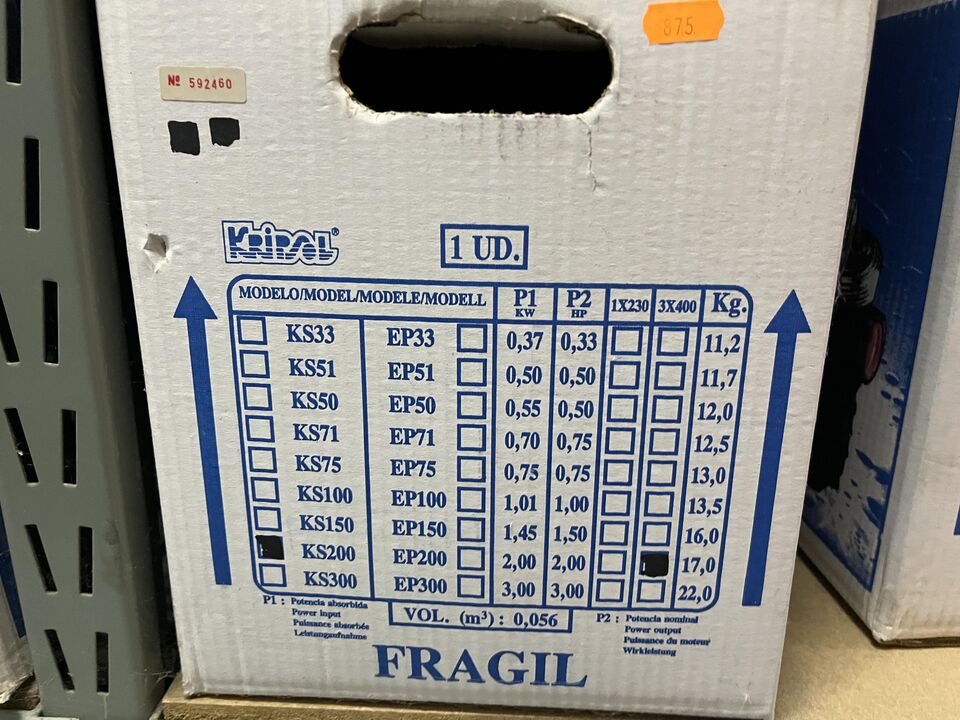 875.
Nº 592460
KRIPSOL®
1 UD.
MODELO/MODEL/MODELE/MODELL P1 KW P2 HP 1X230 3X400 Kg.
KS33 EP33 0,37 0,33 11,2
KS51 EP51 0,50 0,50 11,7
KS50 EP50 0,55 0,50 12,0
KS71 EP71 0,70 0,75 12,5
KS75 EP75 0,75 0,75 13,0
KS100 EP100 1,01 1,00 13,5
KS150 EP150 1,45 1,50 16,0
KS200 EP200 2,00 2,00 17,0
KS300 EP300 3,00 3,00 22,0
P1 : Potencia absorbida
Power input
Puissance absorbés
Leistungaufnahme
VOL. (m³) : 0,056
P2 : Potencia nominal
Power output
Puissance du moteur
Wirkleistung
FRAGIL